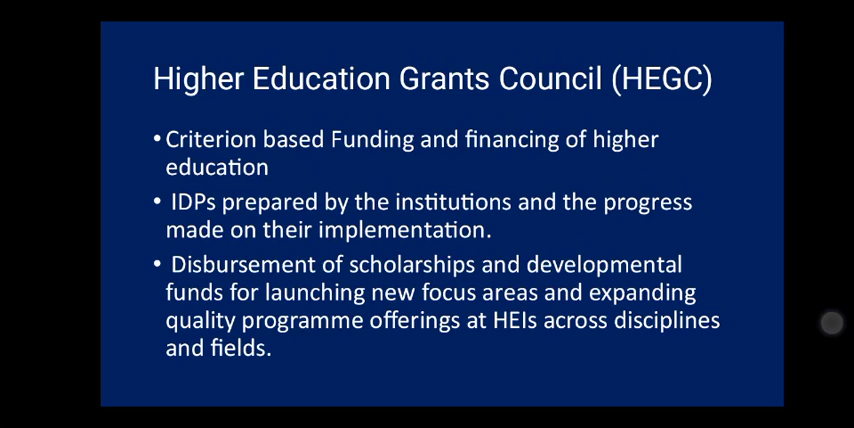 Higher Education Grants Council (HEGC)
•Criterion based Funding and financing of higher
education
• IDPs prepared by the institutions and the progress
made on their implementation.
• Disbursement of scholarships and developmental
funds for launching new focus areas and expanding
quality programme offerings at HEIs across disciplines
and fields.